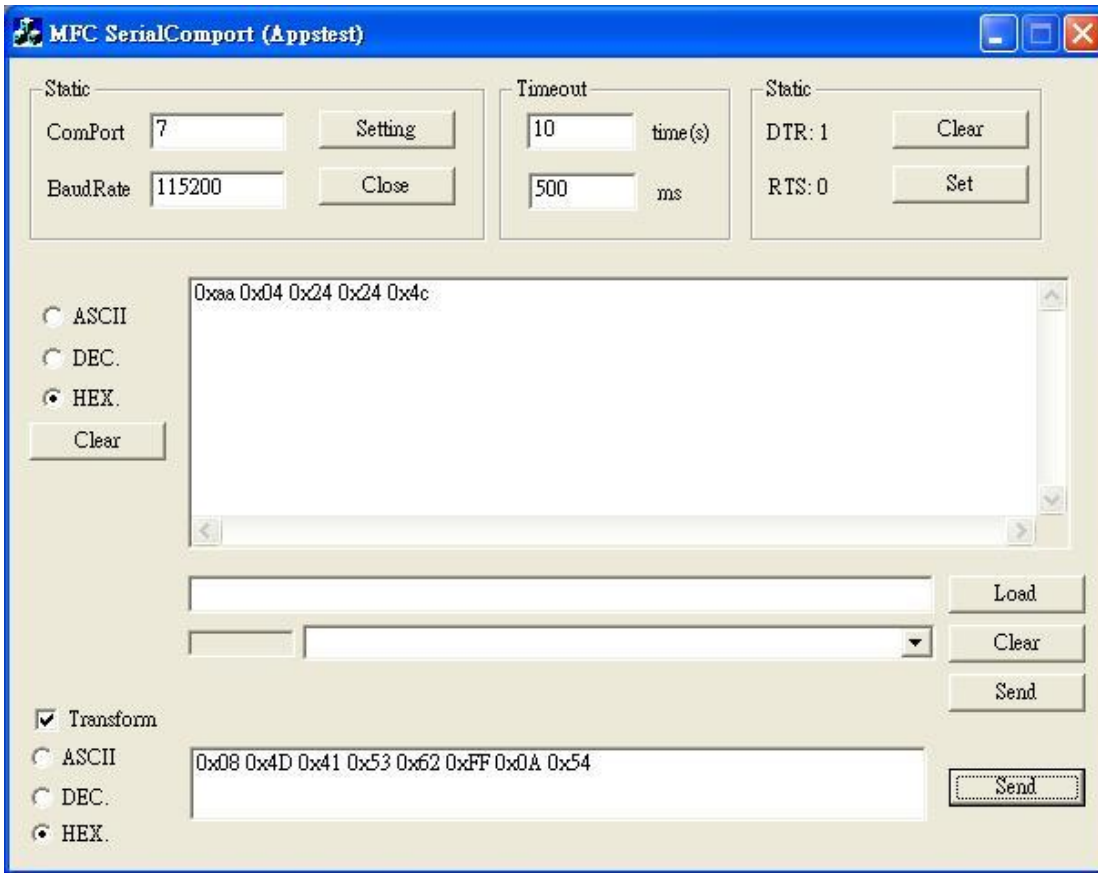 MFC SerialComport (Appstest)
Static
ComPort 7 Setting
BaudRate 115200 Close
Timeout
10 time(s)
500 ms
Static
DTR: 1 Clear
RTS: 0 Set
0xaa 0x04 0x24 0x24 0x4c
ASCII
DEC.
HEX.
Clear
Load
Clear
Send
Transform
ASCII
DEC.
HEX.
0x08 0x4D 0x41 0x53 0x62 0xFF 0x0A 0x54
Send